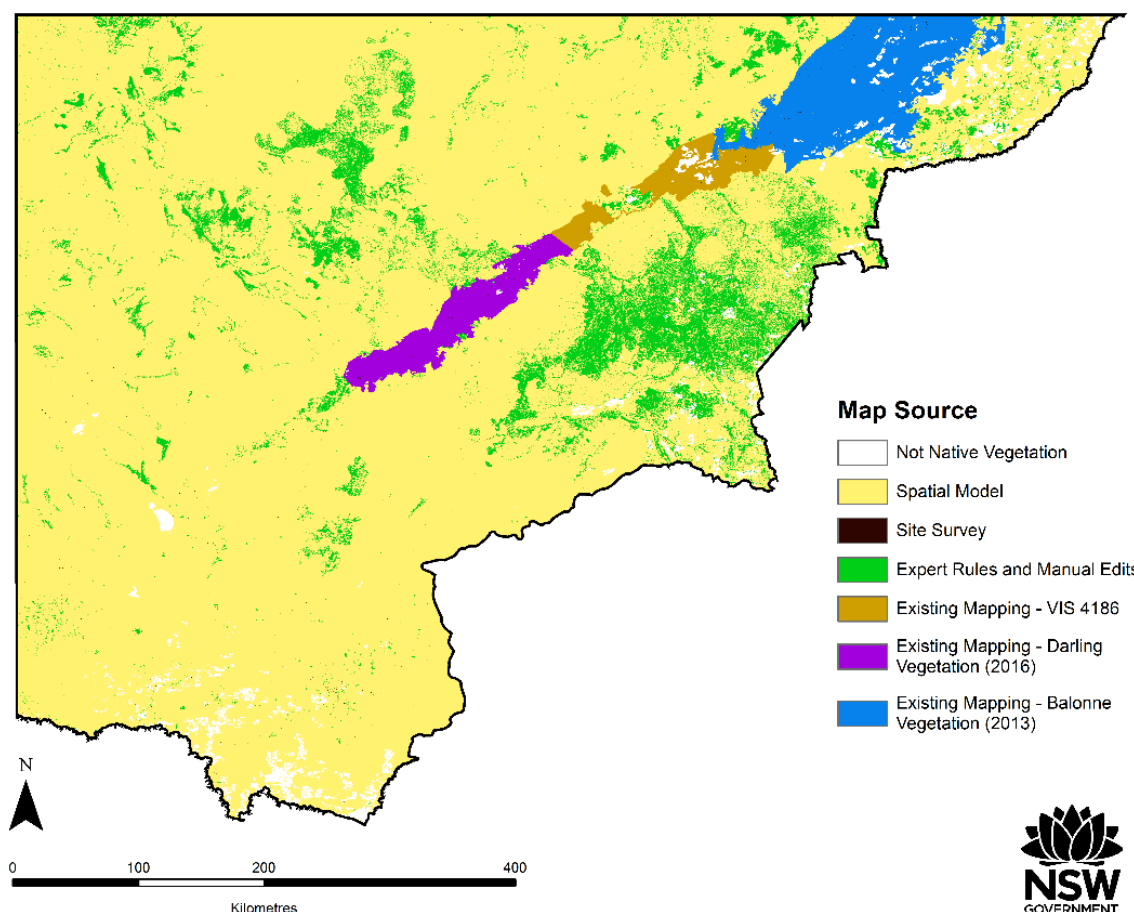 Map Source
Not Native Vegetation
Spatial Model
Site Survey
Expert Rules and Manual Edits
Existing Mapping - VIS 4186
Existing Mapping - Darling
Vegetation (2016)
Existing Mapping - Balonne
Vegetation (2013)
N
0 100 200 400
Kilometres
NSW
GOVERNMENT